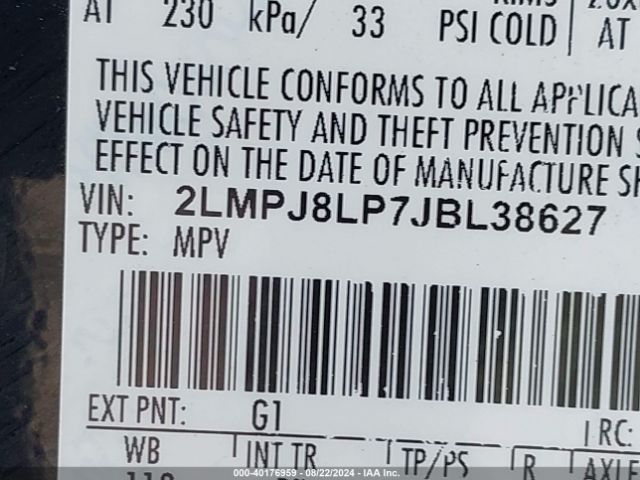 AT 230 kPa/ 33 PSI COLD AT
THIS VEHICLE CONFORMS TO ALL APPLICA
VEHICLE SAFETY AND THEFT PREVENTION S
EFFECT ON THE DATE OF MANUFACTURE SH
VIN: 2LMPJ8LP7JBL38627
TYPE: MPV
EXT PNT: G1 RC:
WB INT TR TP/PS R AXLE
000-40176959 - 08/22/2024 - IAA Inc.